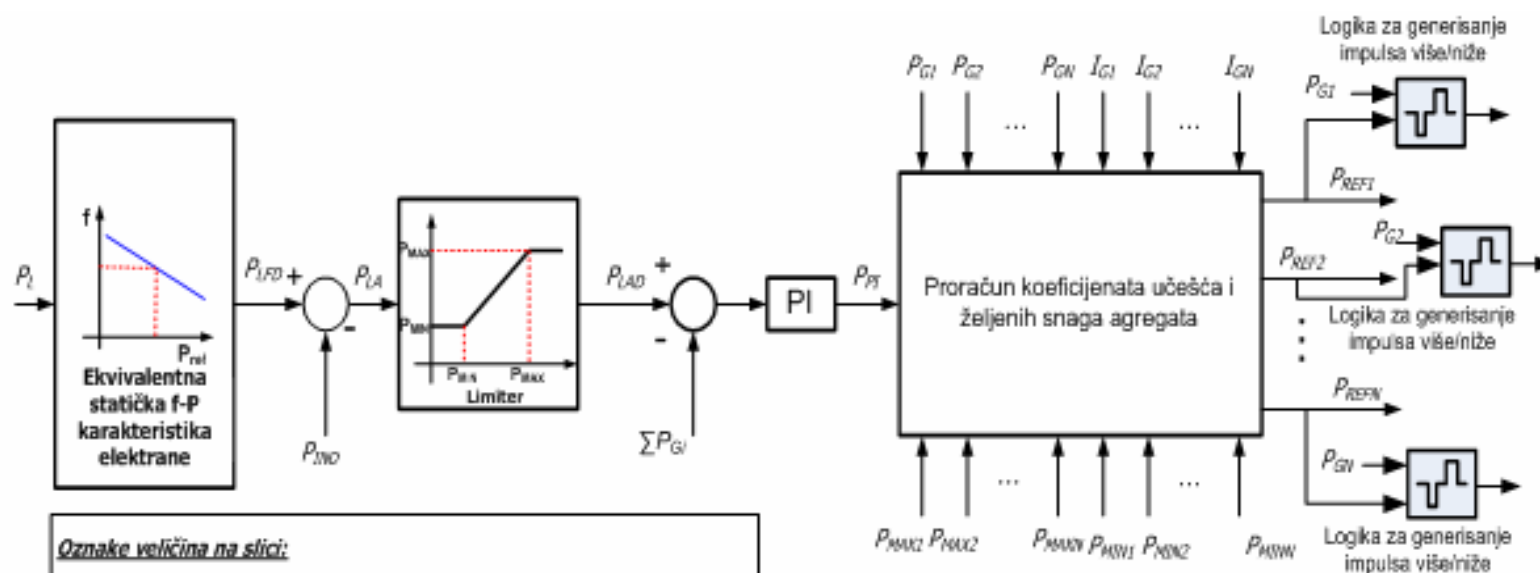 Logika za generisanje
impulsa više/niže
P_G1 P_G2 ... P_GN I_G1 I_G2 ... I_GN
P_G1
P_REF1
P_G2
P_REF2
Logika za generisanje
impulsa više/niže
P_REFN
P_GN
Logika za generisanje
impulsa više/niže
P_L
f
P_ref
Ekvivalentna
statička f-P
karakteristika
elektrane
P_LFD + -
P_IND
P_LA
P_MAX
P_MIN
P_MIN P_MAX
Limiter
P_LAD + -
∑P_Gi
PI
P_PI
Proračun koeficijenata učešća i
željenih snaga agregata
P_MAX1 P_MAX2 ... P_MAXN P_MIN1 P_MIN2 ... P_MINN
Oznake veličina na slici: